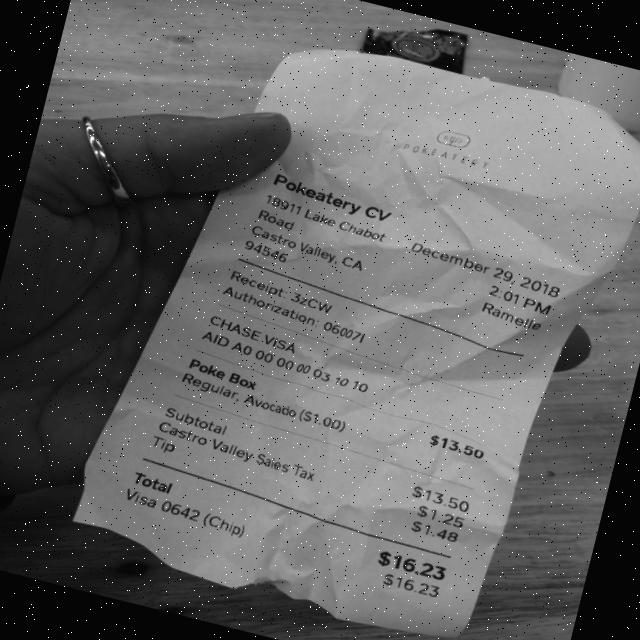 POKEATERY
Pokeatery CV
18911 Lake Chabot
Road
Castro Valley, CA
94546
December 29, 2018
2:01 PM
Ramelle
Receipt: 3zCW
Authorization: 06071I
CHASE VISA
AID A0 00 00 00 03 10 10
Poke Box $13.50
Regular, Avocado ($1.00)
Subtotal $13.50
Castro Valley Sales Tax $1.25
Tip $1.48
Total $16.23
Visa 0642 (Chip) $16.23